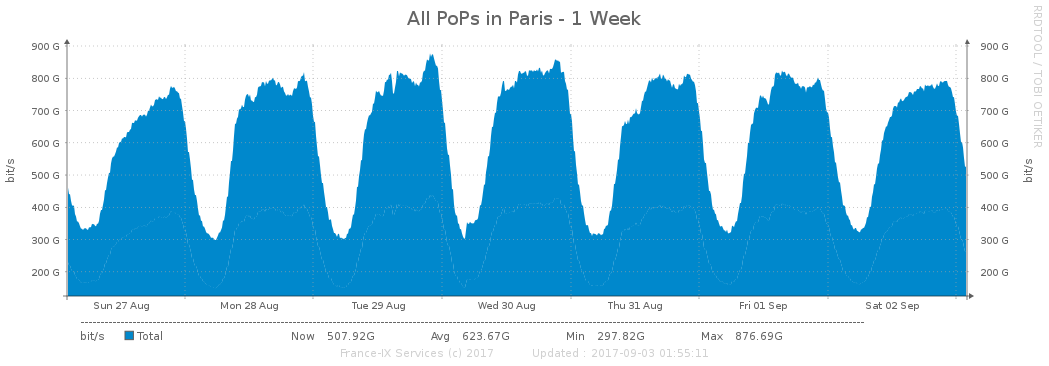 All PoPs in Paris - 1 Week
RRDTOOL / TOBI OETIKER
900 G 900 G
800 G 800 G
700 G 700 G
600 G 600 G
500 G 500 G
400 G 400 G
300 G 300 G
200 G 200 G
bit/s bit/s
Sun 27 Aug Mon 28 Aug Tue 29 Aug Wed 30 Aug Thu 31 Aug Fri 01 Sep Sat 02 Sep
bit/s Total Now 507.92G Avg 623.67G Min 297.82G Max 876.69G
France-IX Services (c) 2017 Updated : 2017-09-03 01:55:11